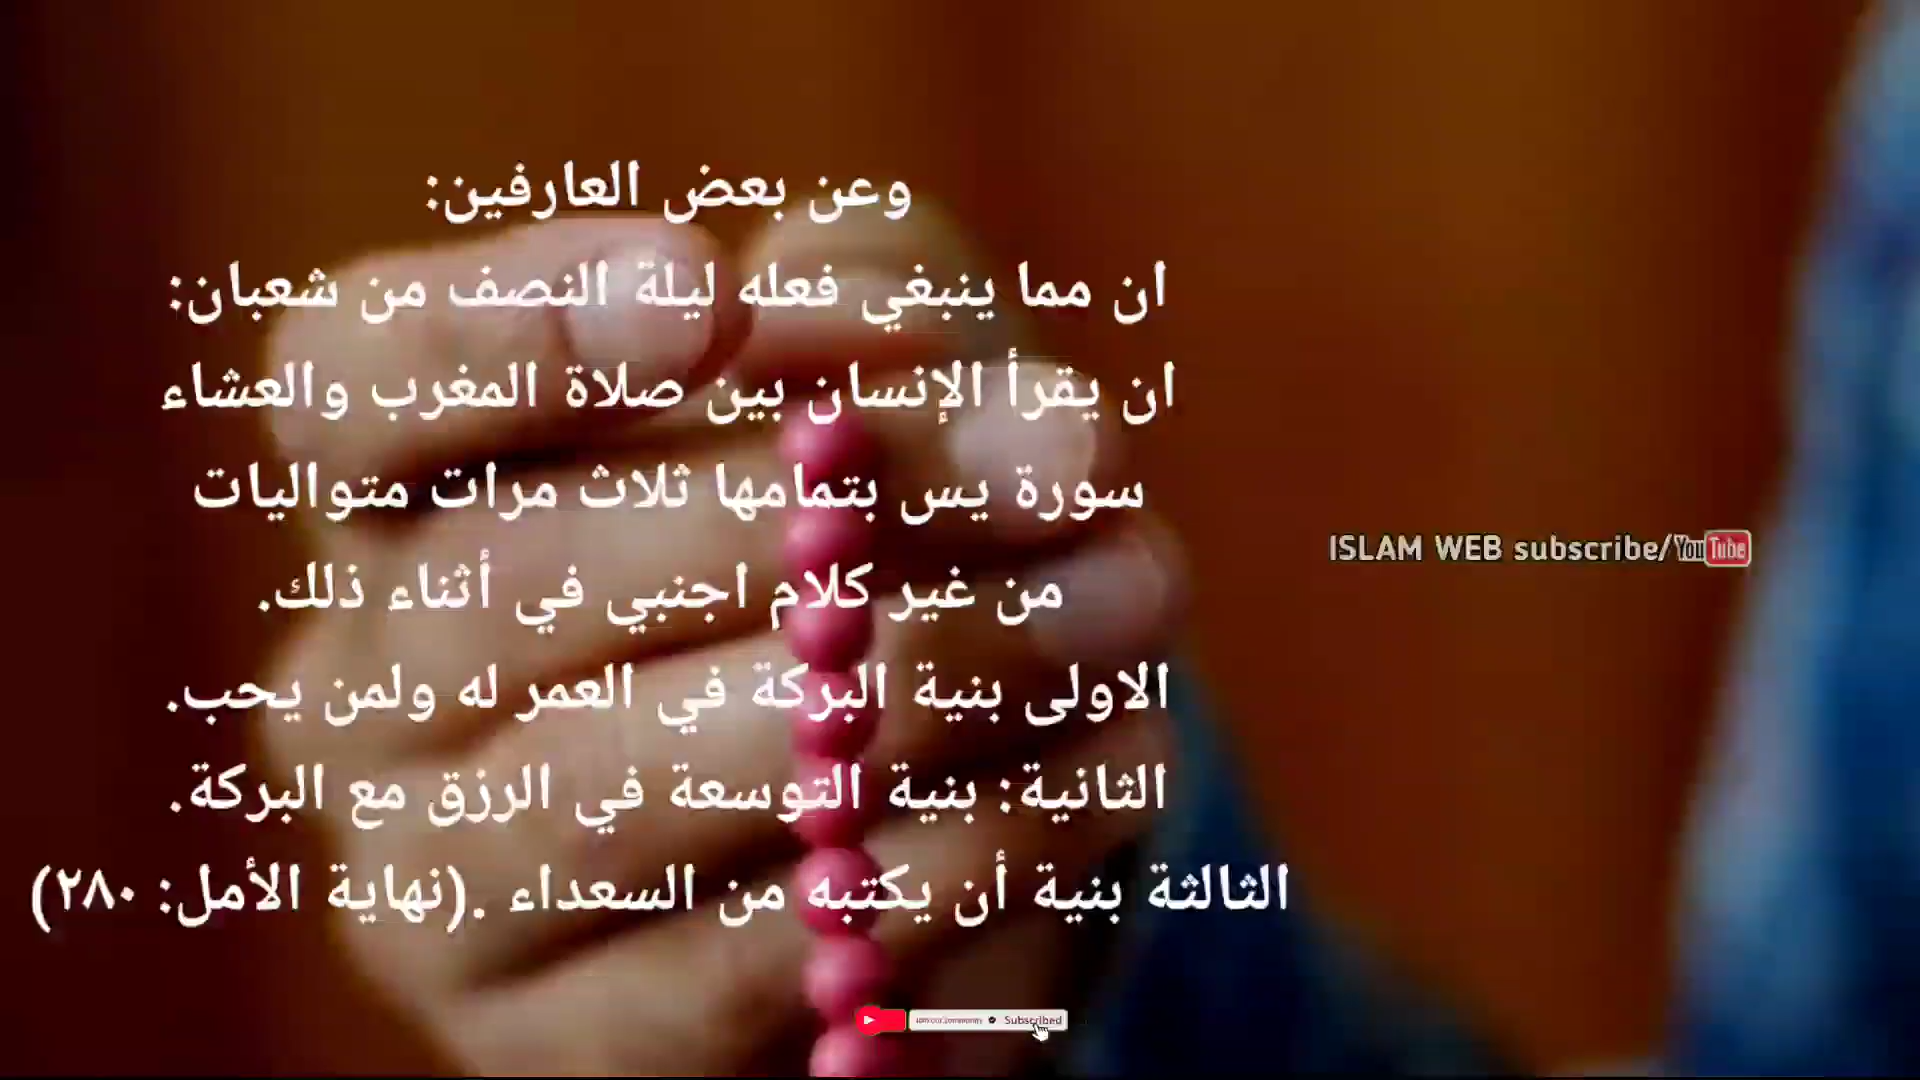 وعن بعض العارفين:
ان مما ينبغي فعله ليلة النصف من شعبان:
ان يقرأ الإنسان بين صلاة المغرب والعشاء
سورة يس بتمامها ثلاث مرات متواليات
من غير كلام اجنبي في أثناء ذلك.
الاولى بنية البركة في العمر له ولمن يحب.
الثانية: بنية التوسعة في الرزق مع البركة.
الثالثة بنية أن يكتبه من السعداء .(نهاية الأمل: ٢٨٠)
ISLAM WEB subscribe/YouTube
Subscribed